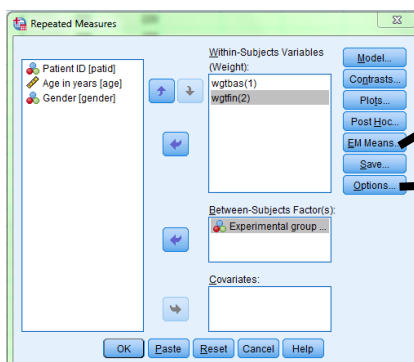 Repeated Measures
Patient ID [patid]
Age in years [age]
Gender [gender]
Within-Subjects Variables
(Weight):
wgtbas(1)
wgtfin(2)
Between-Subjects Factor(s):
Experimental group ...
Covariates:
Model...
Contrasts...
Plots...
Post Hoc...
EM Means...
Save...
Options...
OK
Paste
Reset
Cancel
Help